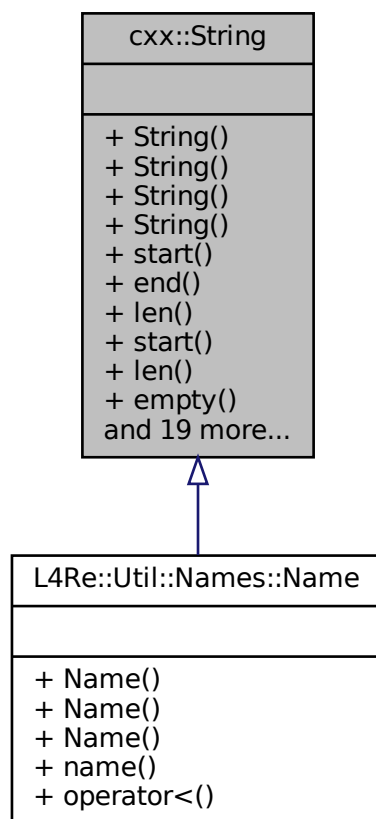 cxx::String
+ String()
+ String()
+ String()
+ String()
+ start()
+ end()
+ len()
+ start()
+ len()
+ empty()
and 19 more...
L4Re::Util::Names::Name
+ Name()
+ Name()
+ Name()
+ name()
+ operator<()